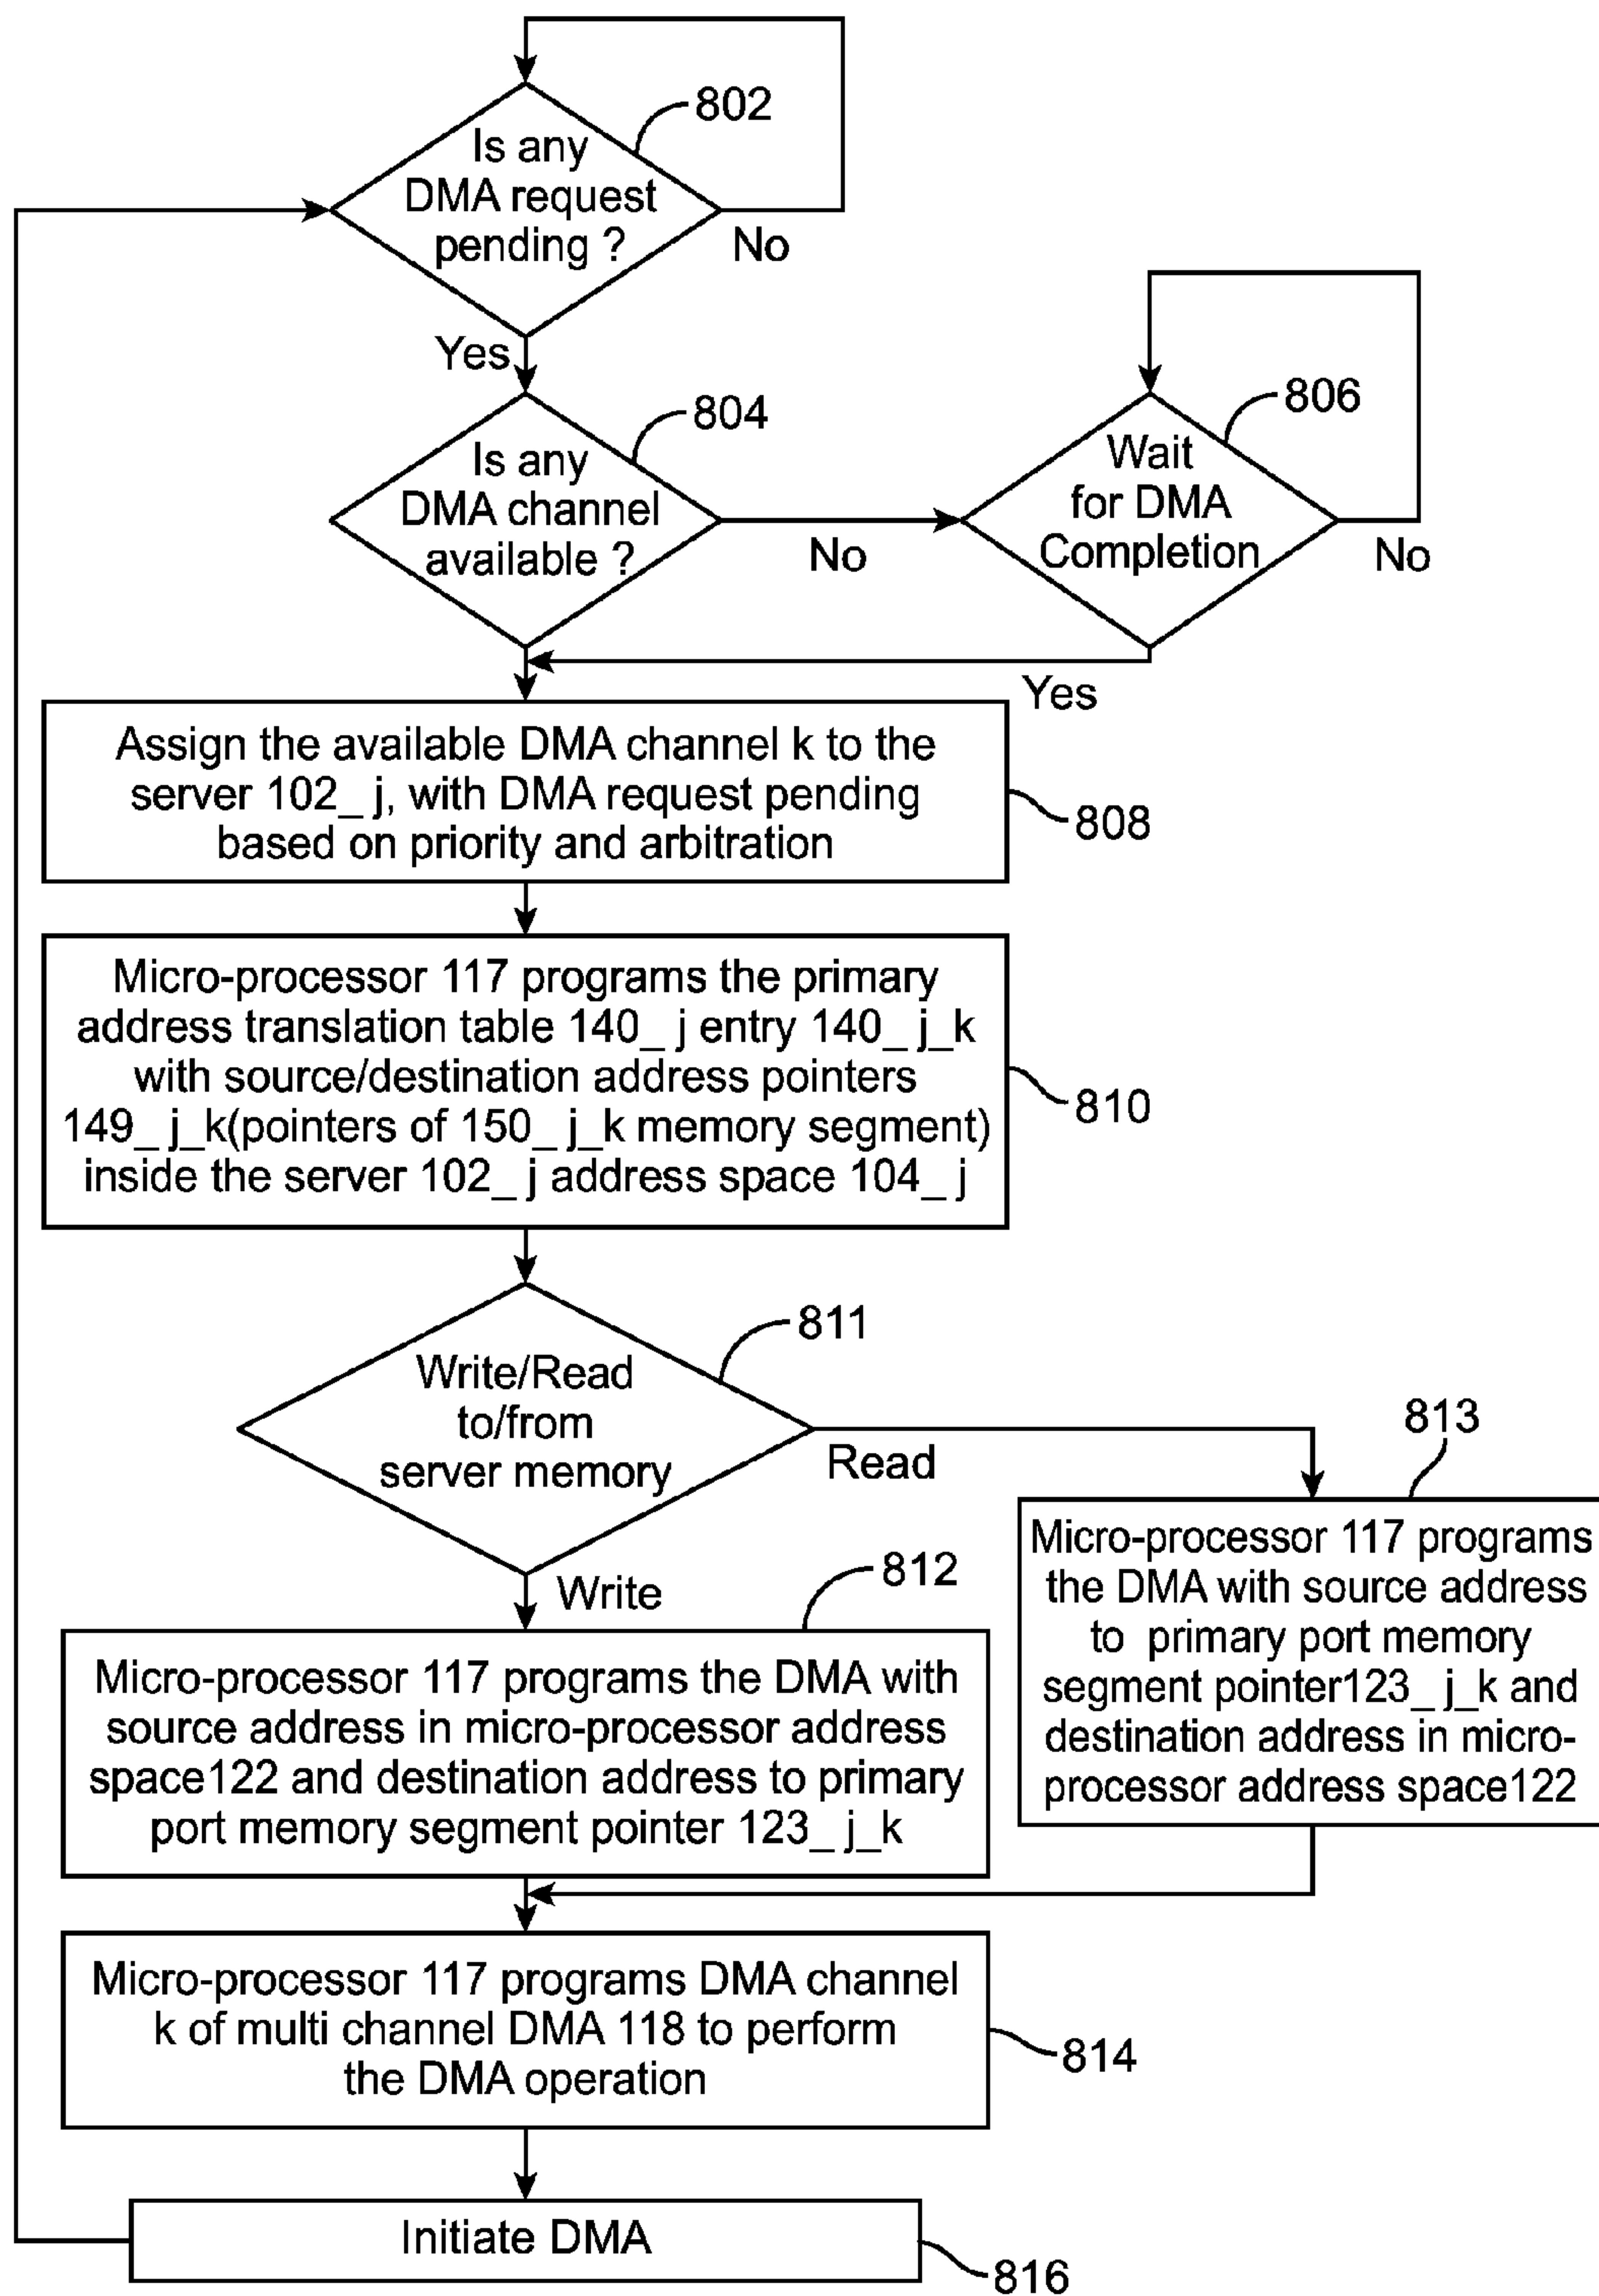 802
Is any
DMA request
pending ?
No
Yes
804
Is any
DMA channel
available ?
No
806
Wait
for DMA
Completion
No
Yes
Assign the available DMA channel k to the
server 102_ j, with DMA request pending
based on priority and arbitration
808
Micro-processor 117 programs the primary
address translation table 140_ j entry 140_ j_k
with source/destination address pointers
149_ j_k(pointers of 150_ j_k memory segment)
inside the server 102_ j address space 104_ j
810
811
Write/Read
to/from
server memory
Read
Write
813
Micro-processor 117 programs
the DMA with source address
to primary port memory
segment pointer123_ j_k and
destination address in micro-
processor address space122
812
Micro-processor 117 programs the DMA with
source address in micro-processor address
space122 and destination address to primary
port memory segment pointer 123_ j_k
Micro-processor 117 programs DMA channel
k of multi channel DMA 118 to perform
the DMA operation
814
Initiate DMA
816